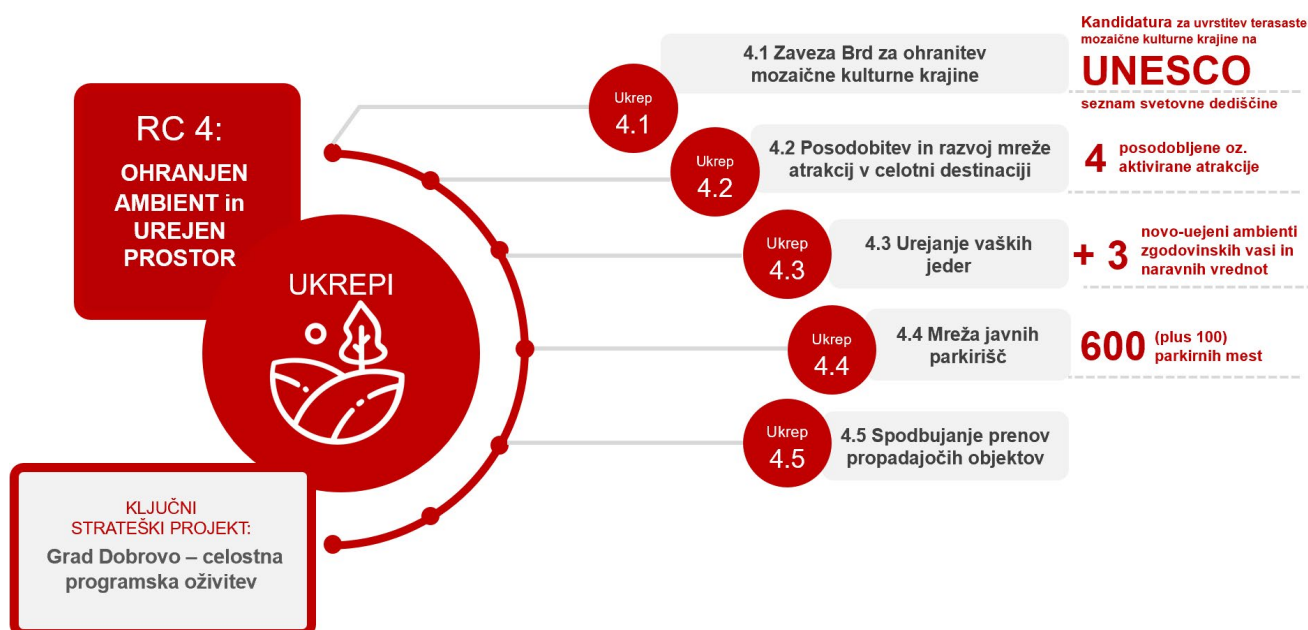 RC 4:
OHRANJEN
AMBIENT in
UREJEN
PROSTOR
UKREPI
KLJUČNI
STRATEŠKI PROJEKT:
Grad Dobrovo – celostna
programska oživitev
Ukrep
4.1
4.1 Zaveza Brd za ohranitev
mozaične kulturne krajine
Kandidatura za uvrstitev terasaste
mozaične kulturne krajine na
UNESCO
seznam svetovne dediščine
Ukrep
4.2
4.2 Posodobitev in razvoj mreže
atrakcij v celotni destinaciji
4 posodobljene oz.
aktivirane atrakcije
Ukrep
4.3
4.3 Urejanje vaških
jeder
+ 3 novo-uejeni ambienti
zgodovinskih vasi in
naravnih vrednot
Ukrep
4.4
4.4 Mreža javnih
parkirišč
600 (plus 100)
parkirnih mest
Ukrep
4.5
4.5 Spodbujanje prenov
propadajočih objektov